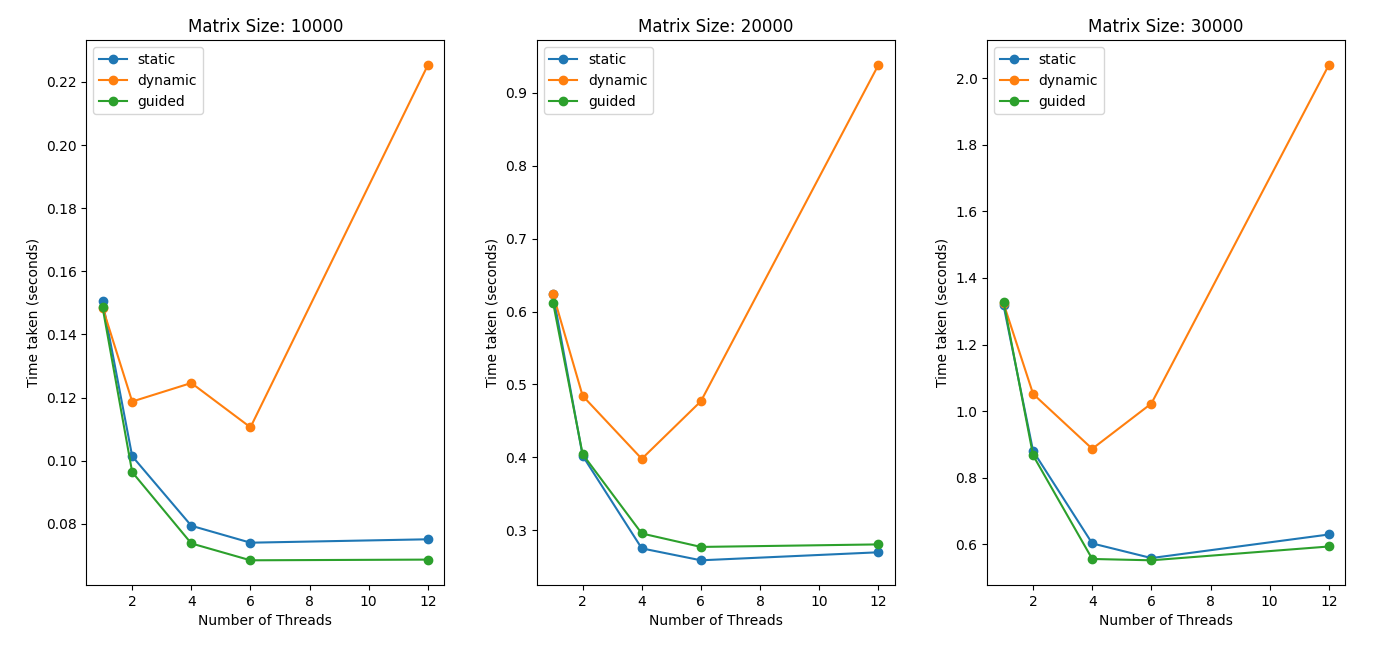 Matrix Size: 10000
static
dynamic
guided
0.22
0.20
0.18
0.16
0.14
0.12
0.10
0.08
Time taken (seconds)
2
4
6
8
10
12
Number of Threads
Matrix Size: 20000
static
dynamic
guided
0.9
0.8
0.7
0.6
0.5
0.4
0.3
Time taken (seconds)
2
4
6
8
10
12
Number of Threads
Matrix Size: 30000
static
dynamic
guided
2.0
1.8
1.6
1.4
1.2
1.0
0.8
0.6
Time taken (seconds)
2
4
6
8
10
12
Number of Threads